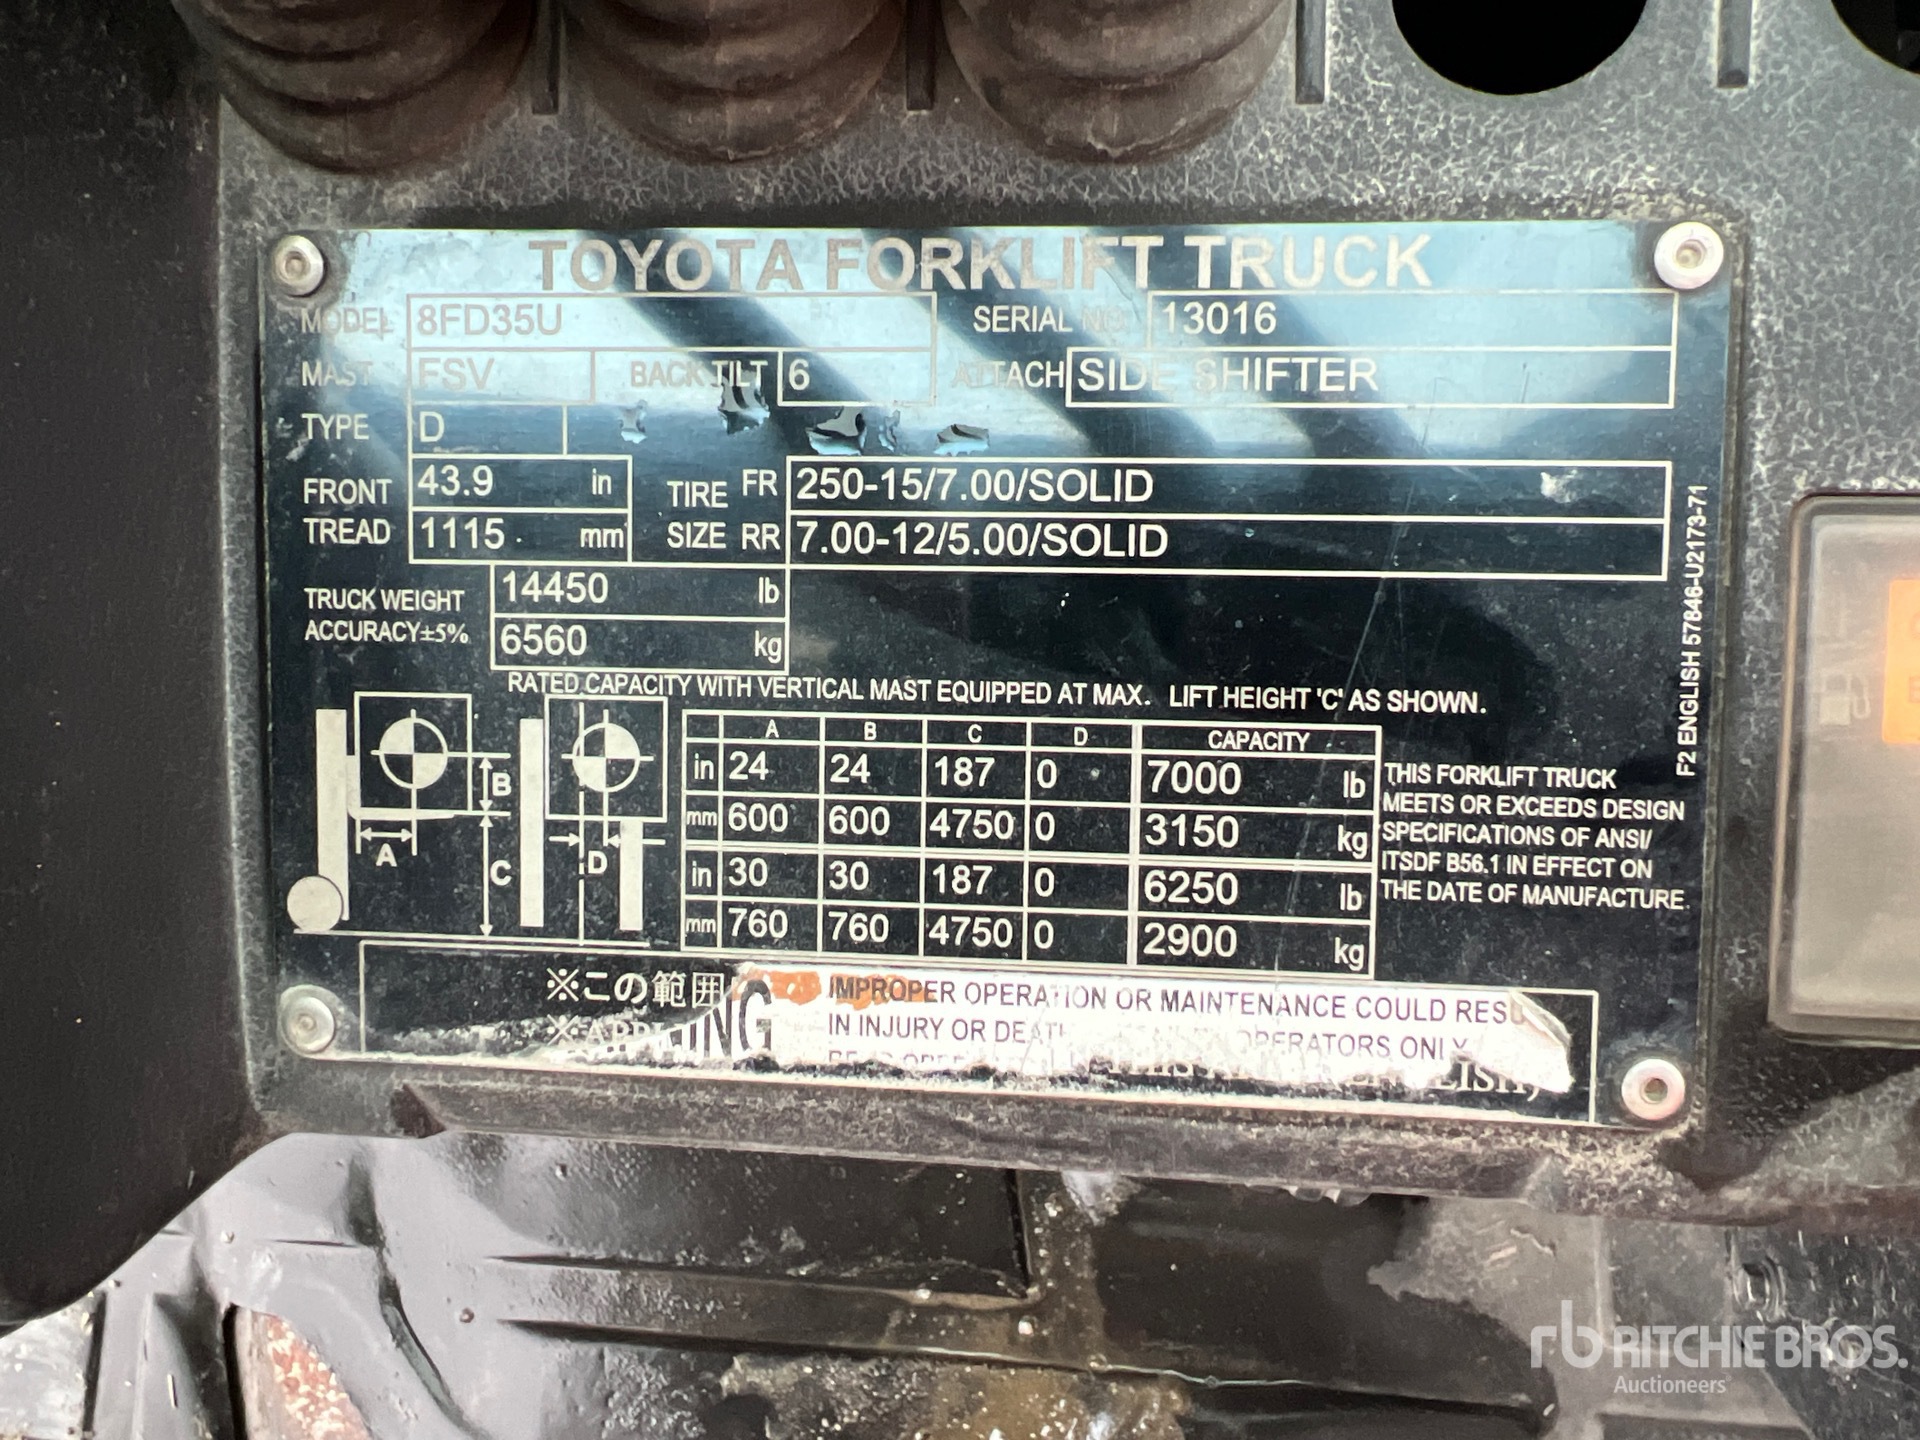 TOYOTA FORKLIFT TRUCK
MODEL 8FD35U SERIAL NO. 13016
MAST FSV BACK TILT 6 ATTACH SIDE SHIFTER
TYPE D
FRONT TREAD 43.9 in
1115 mm
TIRE SIZE FR 250-15/7.00/SOLID
RR 7.00-12/5.00/SOLID
TRUCK WEIGHT 14450 lb
ACCURACY±5% 6560 kg
RATED CAPACITY WITH VERTICAL MAST EQUIPPED AT MAX. LIFT HEIGHT 'C' AS SHOWN.
A B C D
A B C D CAPACITY
in 24 24 187 0 7000 lb
mm 600 600 4750 0 3150 kg
in 30 30 187 0 6250 lb
mm 760 760 4750 0 2900 kg
THIS FORKLIFT TRUCK
MEETS OR EXCEEDS DESIGN
SPECIFICATIONS OF ANSI/
ITSDF B56.1 IN EFFECT ON
THE DATE OF MANUFACTURE.
F2 ENGLISH 57846-U2173-71
※この範囲
IMPROPER OPERATION OR MAINTENANCE COULD RESU
IN INJURY OR DEATH OPERATORS ONLY
rb RITCHIE BROS.
Auctioneers